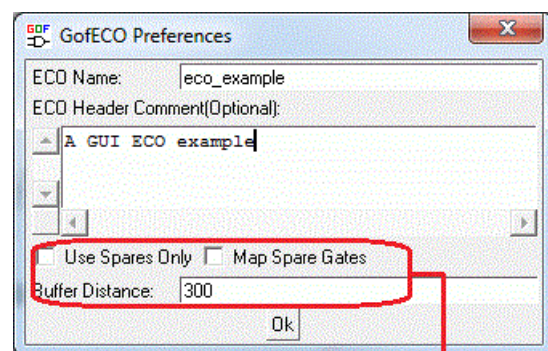 GOF GofECO Preferences
ECO Name: eco_example
ECO Header Comment(Optional):
A GUI ECO example
Use Spares Only Map Spare Gates
Buffer Distance: 300
Ok